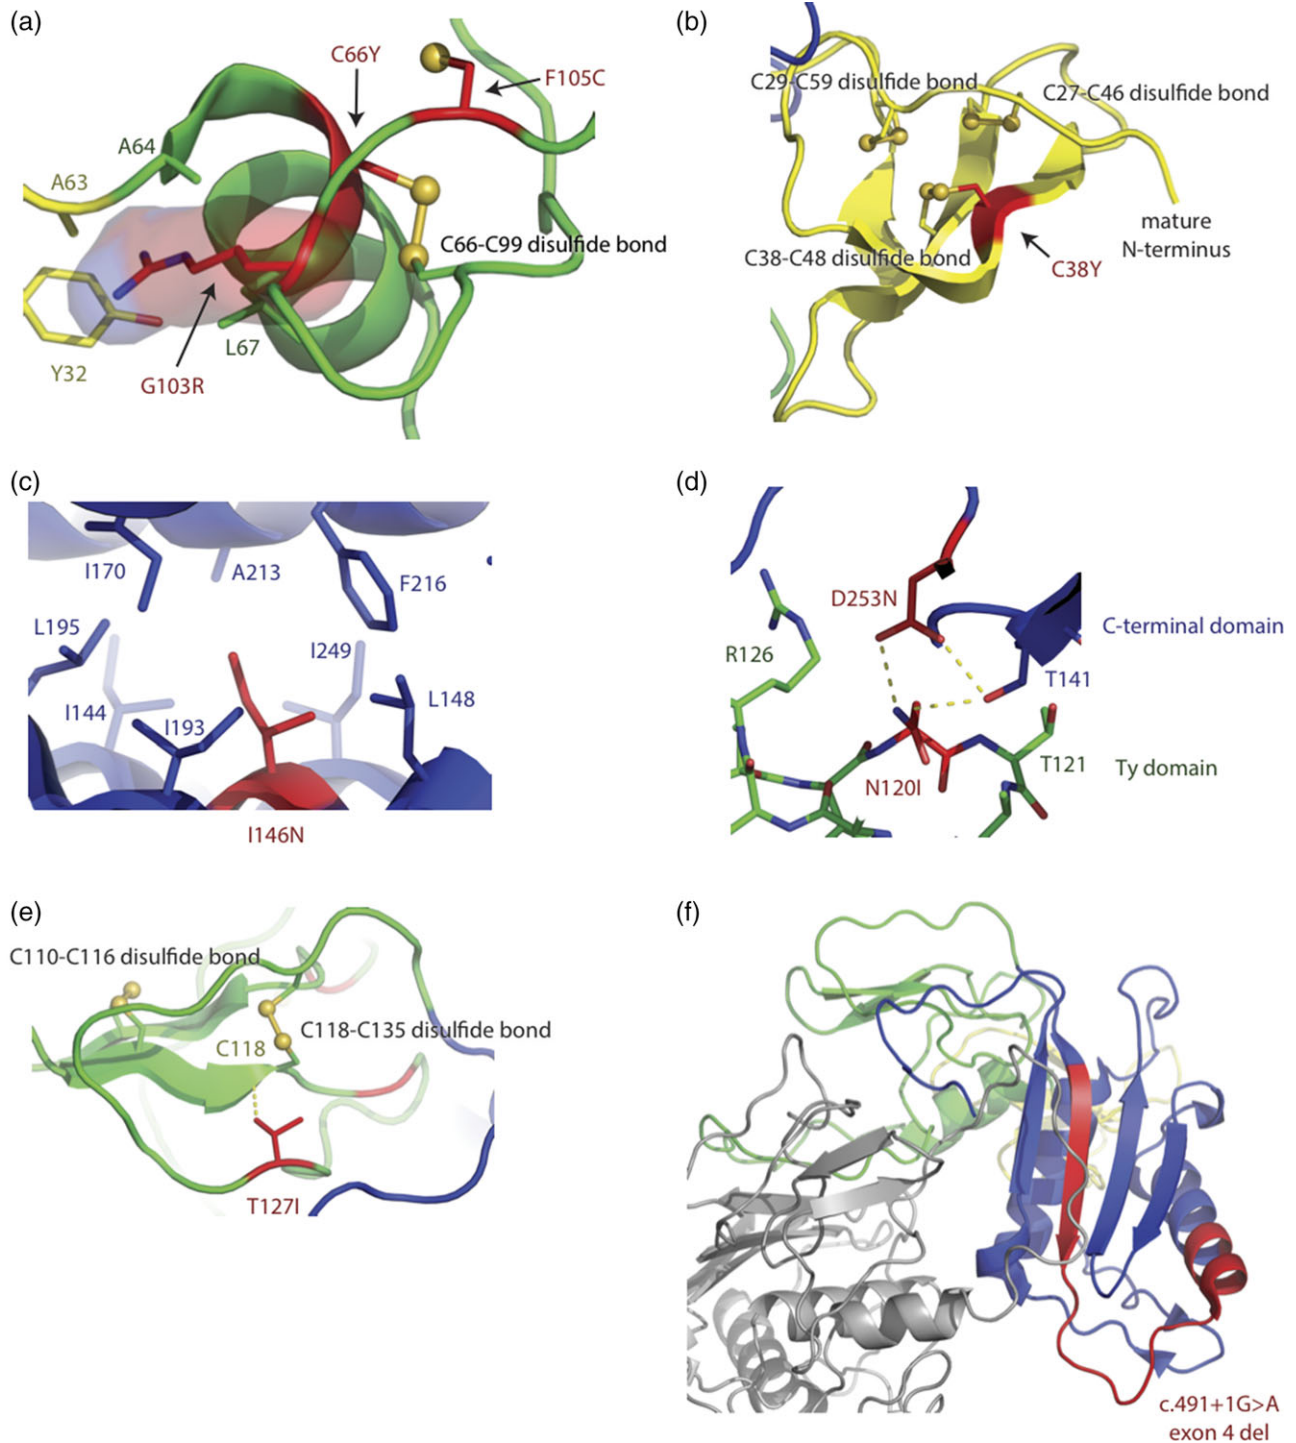 (a)
C66Y
F105C
A64
A63
C66-C99 disulfide bond
L67
Y32
G103R
(b)
C29-C59 disulfide bond
C27-C46 disulfide bond
mature
N-terminus
C38-C48 disulfide bond
C38Y
(c)
I170
A213
F216
L195
I249
I144
I193
L148
I146N
(d)
D253N
C-terminal domain
R126
T141
T121
Ty domain
N120I
(e)
C110-C116 disulfide bond
C118-C135 disulfide bond
C118
T127I
(f)
c.491+1G>A
exon 4 del